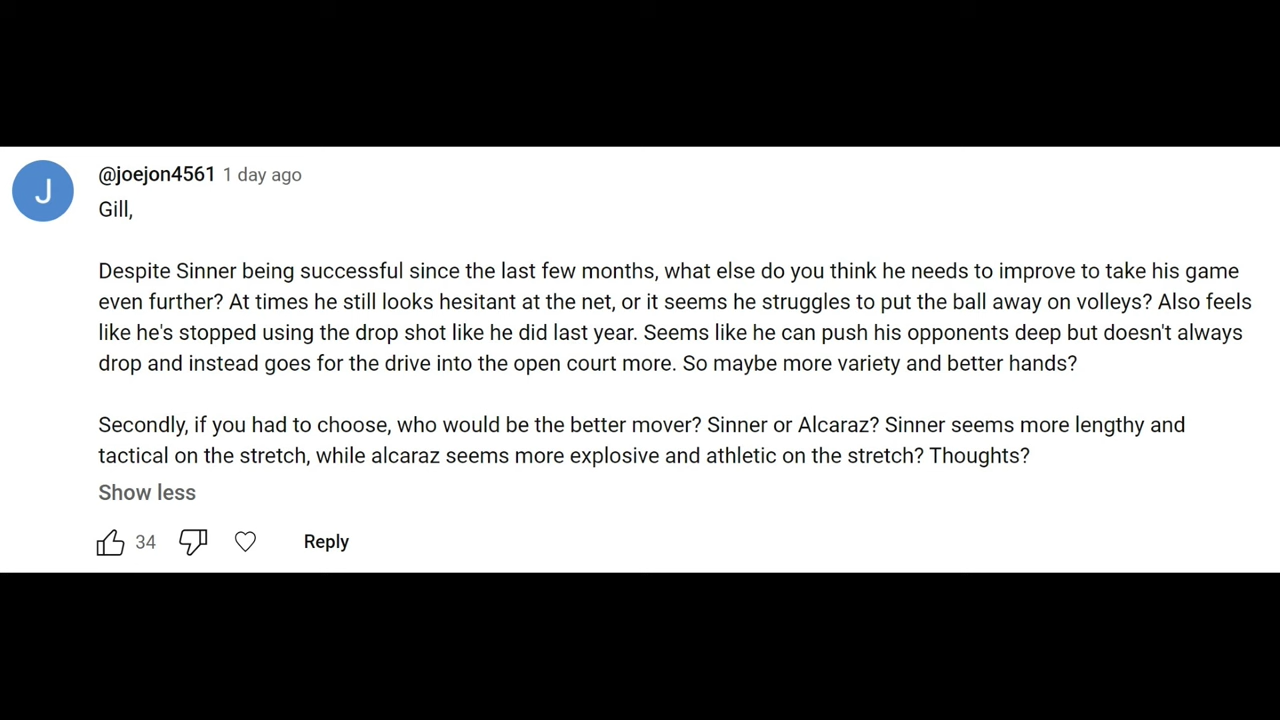 J
@joejon4561 1 day ago
Gill,
Despite Sinner being successful since the last few months, what else do you think he needs to improve to take his game
even further? At times he still looks hesitant at the net, or it seems he struggles to put the ball away on volleys? Also feels
like he's stopped using the drop shot like he did last year. Seems like he can push his opponents deep but doesn't always
drop and instead goes for the drive into the open court more. So maybe more variety and better hands?
Secondly, if you had to choose, who would be the better mover? Sinner or Alcaraz? Sinner seems more lengthy and
tactical on the stretch, while alcaraz seems more explosive and athletic on the stretch? Thoughts?
Show less
34 Reply